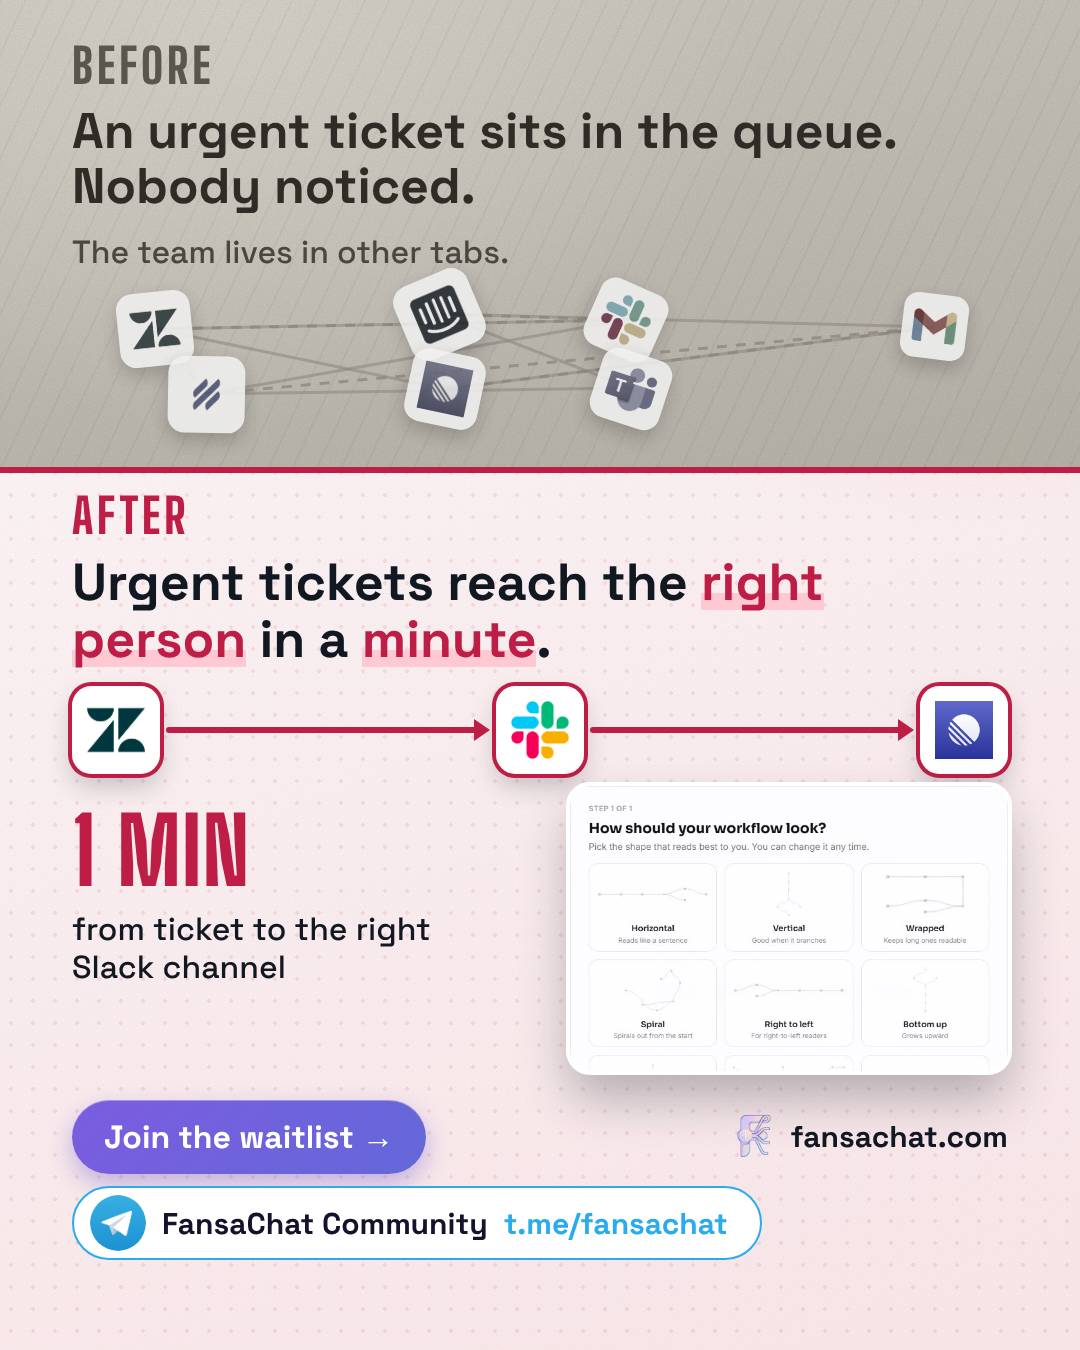 BEFORE
An urgent ticket sits in the queue.
Nobody noticed.
The team lives in other tabs.
T
AFTER
Urgent tickets reach the right
person in a minute.
1 MIN
from ticket to the right
Slack channel
STEP 1 OF 1
How should your workflow look?
Pick the shape that reads best to you. You can change it any time.
Horizontal
Reads like a sentence
Vertical
Good when it branches
Wrapped
Keeps long ones readable
Spiral
Spirals out from the start
Right to left
For right-to-left readers
Bottom up
Grows upward
Join the waitlist →
fansachat.com
FansaChat Community t.me/fansachat